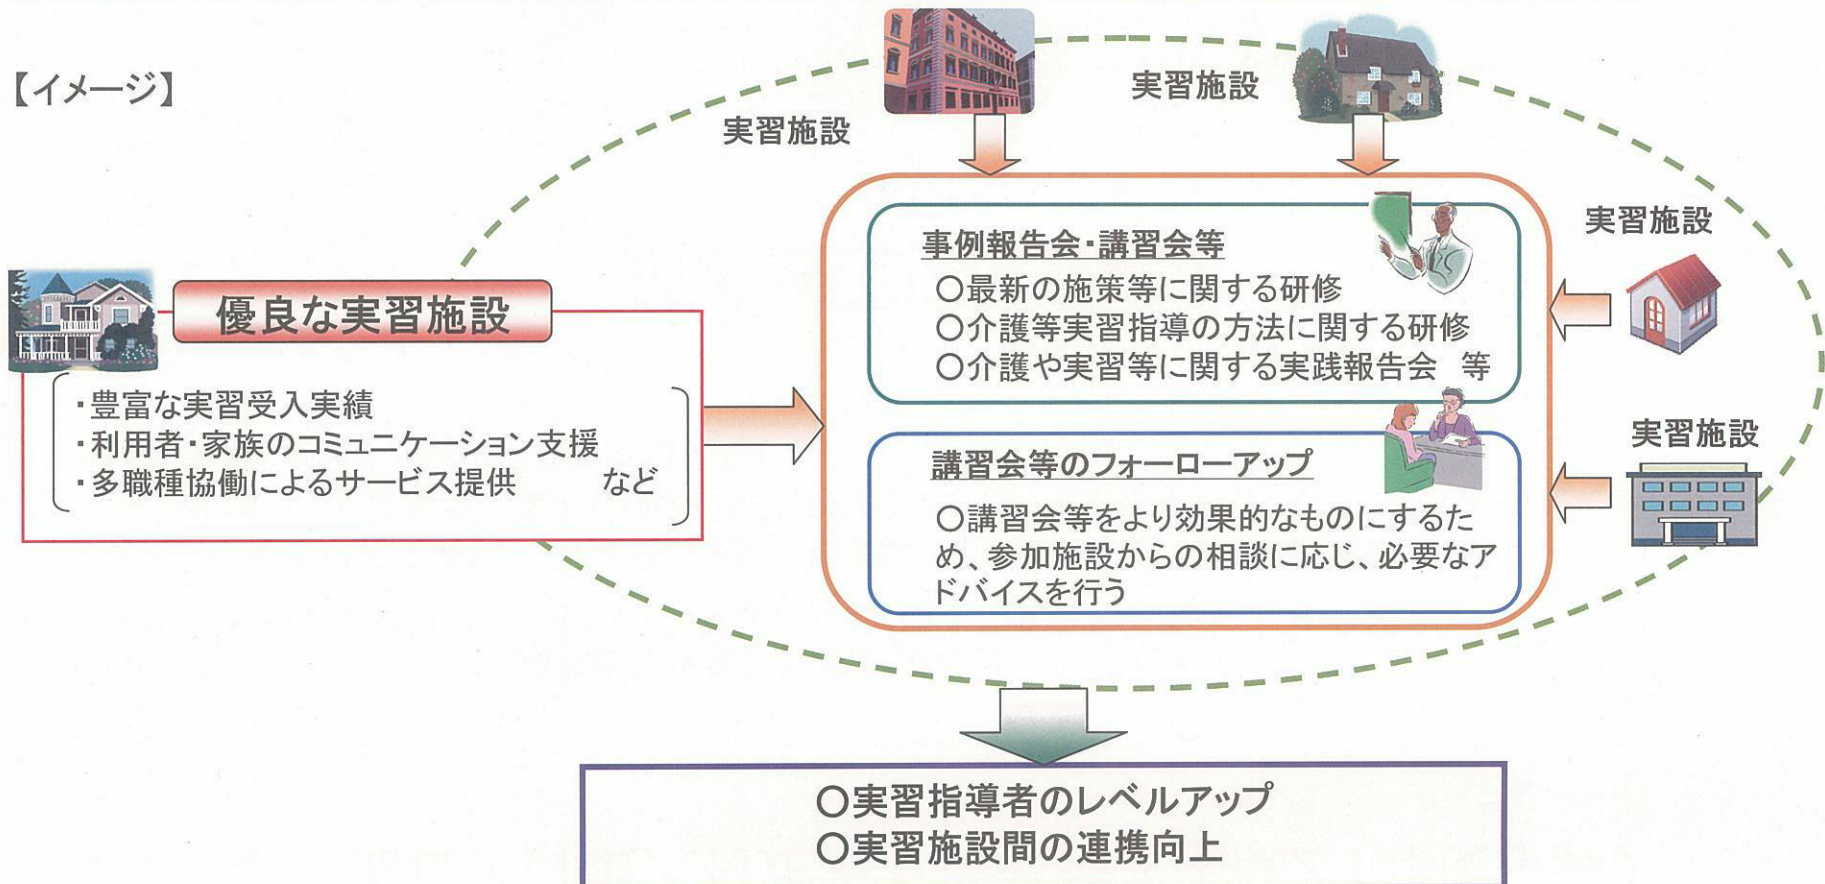 【イメージ】
実習施設
実習施設
実習施設
実習施設
優良な実習施設
・豊富な実習受入実績
・利用者・家族のコミュニケーション支援
・多職種協働によるサービス提供　など
事例報告会・講習会等
○最新の施策等に関する研修
○介護等実習指導の方法に関する研修
○介護や実習等に関する実践報告会　等
講習会等のフォーローアップ
○講習会等をより効果的なものにするた
め、参加施設からの相談に応じ、必要なア
ドバイスを行う
○実習指導者のレベルアップ
○実習施設間の連携向上